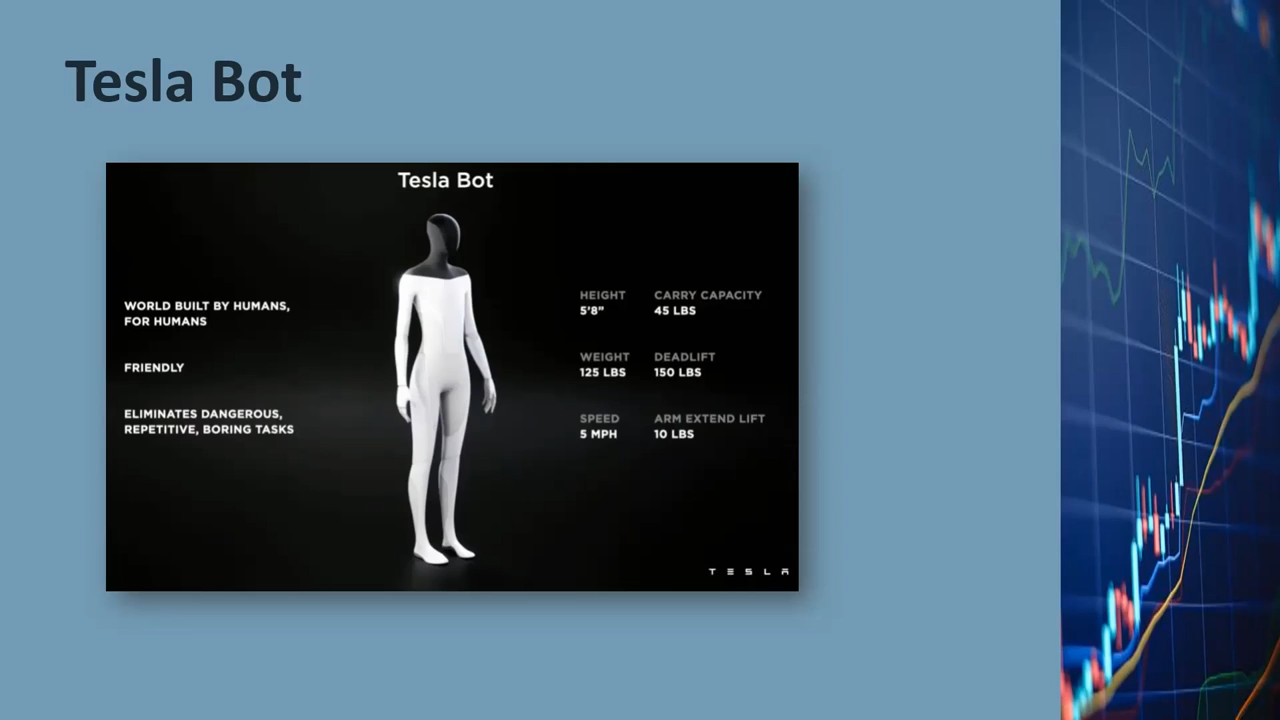 Tesla Bot
Tesla Bot
WORLD BUILT BY HUMANS,
FOR HUMANS
FRIENDLY
ELIMINATES DANGEROUS,
REPETITIVE, BORING TASKS
HEIGHT CARRY CAPACITY
5'8" 45 LBS
WEIGHT DEADLIFT
125 LBS 150 LBS
SPEED ARM EXTEND LIFT
5 MPH 10 LBS
TESLA